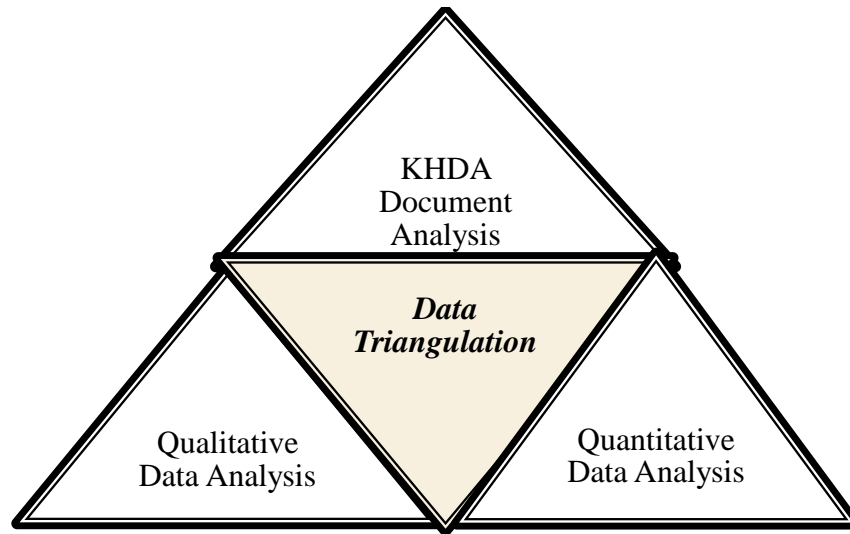 KHDA
Document
Analysis
Data
Triangulation
Qualitative
Data Analysis
Quantitative
Data Analysis